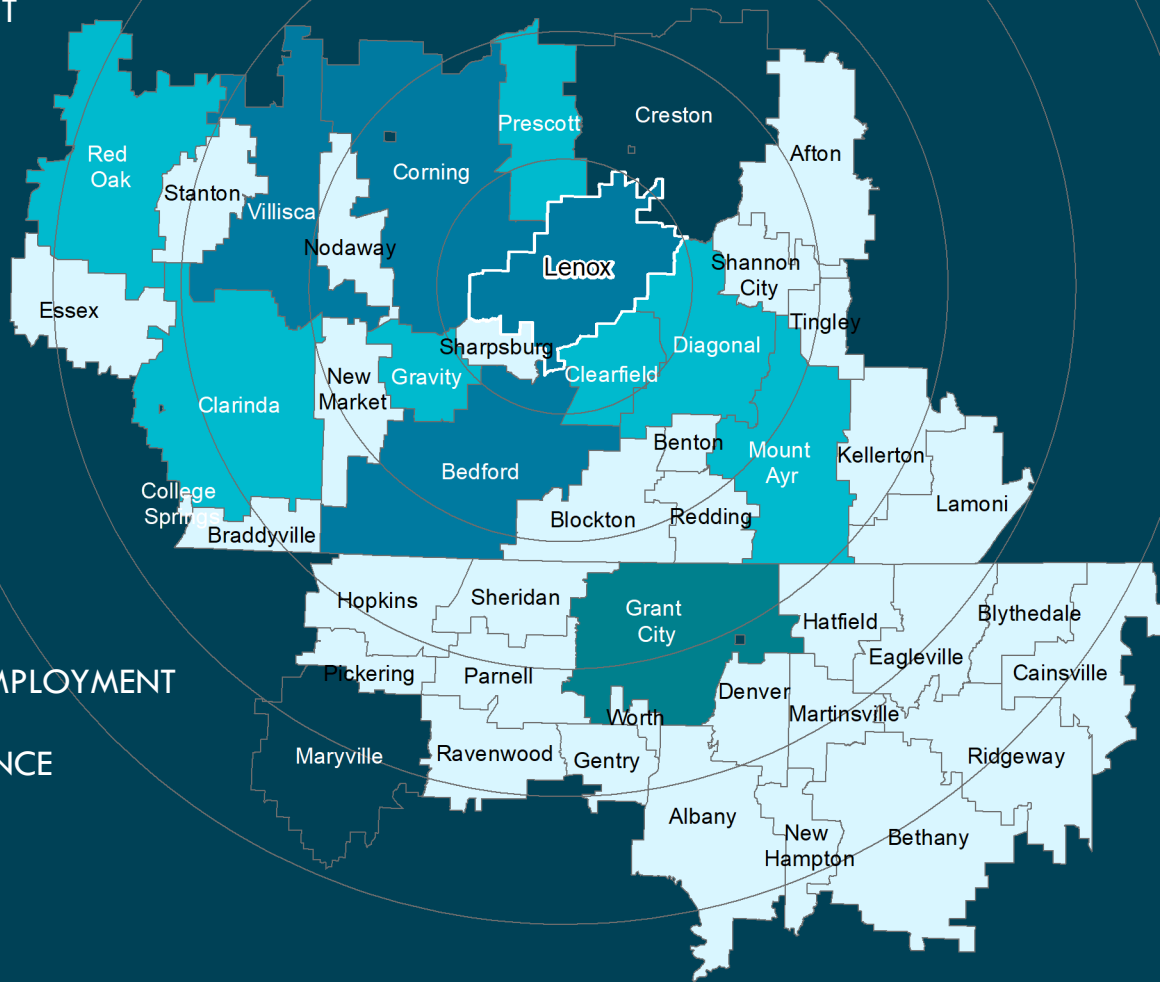 T
Creston
Prescott
Afton
Red
Oak
Corning
Stanton
Villisca
Nodaway
Lenox
Shannon
City
Essex
Tingley
Sharpsburg
Diagonal
Clearfield
Gravity
New
Market
Clarinda
Benton
Mount
Ayr
Kellerton
Bedford
College
Springs
Lamoni
Blockton
Redding
Braddyville
Hopkins
Sheridan
Grant
City
Hatfield
Blythedale
Eagleville
Pickering
Parnell
Cainsville
MPLOYMENT
Denver
Worth
Martinsville
Maryville
Ravenwood
Gentry
Ridgeway
NCE
Albany
New
Hampton
Bethany